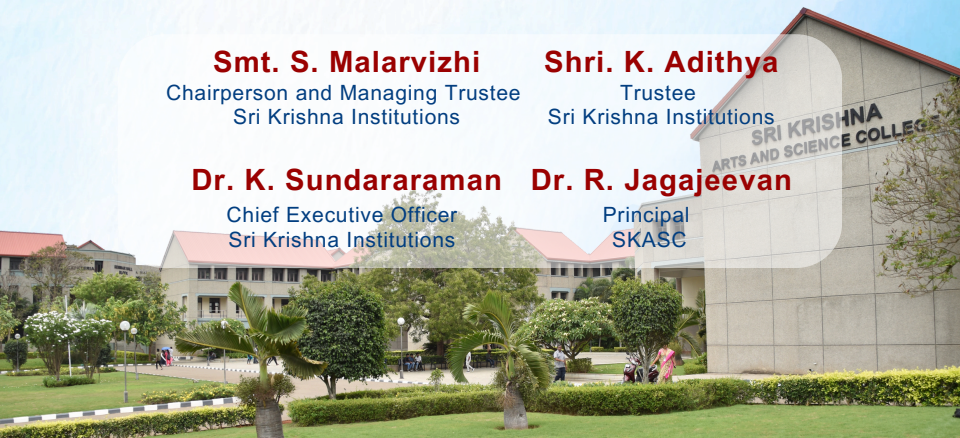 Smt. S. Malarvizhi
Chairperson and Managing Trustee
Sri Krishna Institutions
Shri. K. Adithya
Trustee
Sri Krishna Institutions
Dr. K. Sundararaman
Chief Executive Officer
Sri Krishna Institutions
Dr. R. Jagajeevan
Principal
SKASC
SRI KRISHNA
ARTS AND SCIENCE COLLEGE